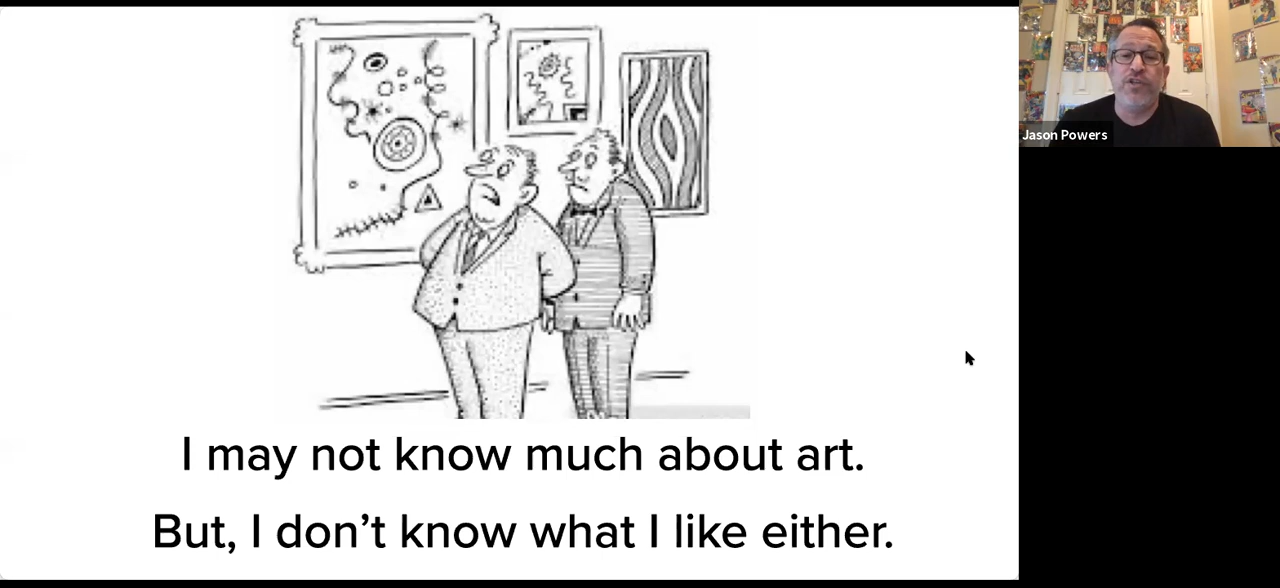 I may not know much about art.
But, I don’t know what I like either.
Jason Powers